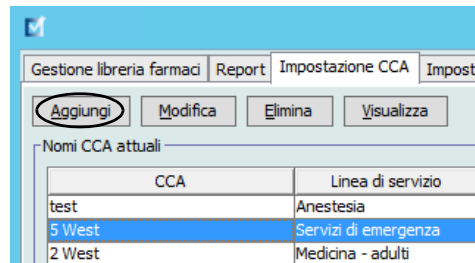 Gestione libreria farmaci Report Impostazione CCA Impost
Aggiungi Modifica Elimina Visualizza
Nomi CCA attuali
CCA Linea di servizio
test Anestesia
5 West Servizi di emergenza
2 West Medicina - adulti